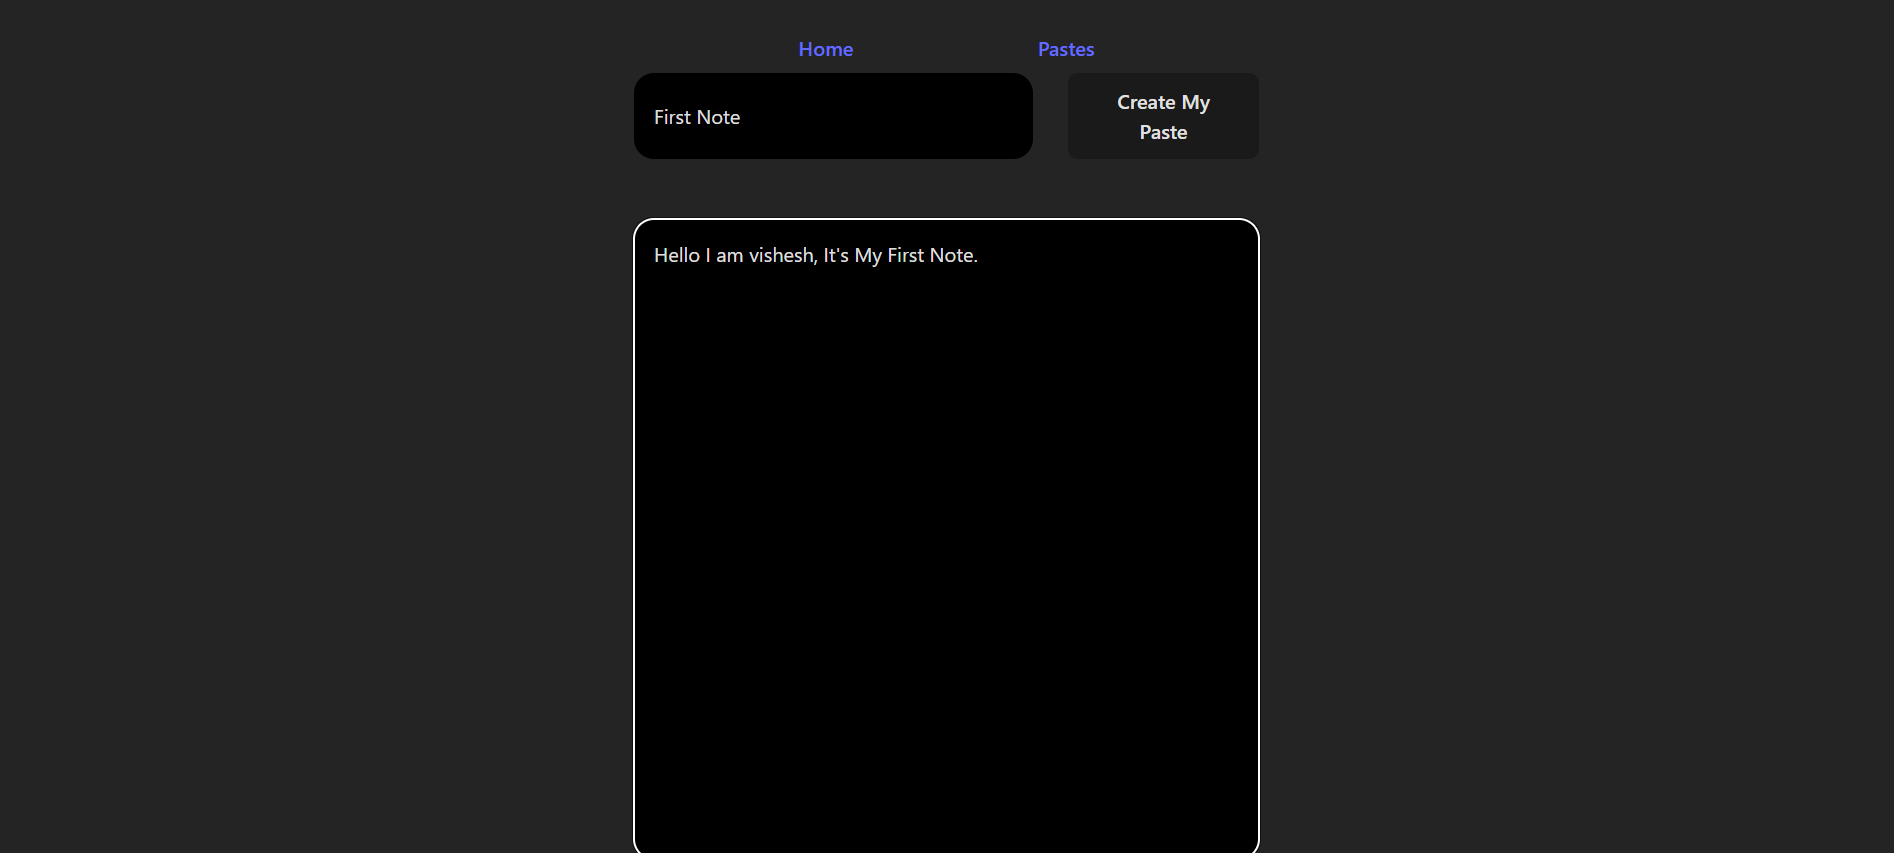 Home Pastes
First Note
Create My
Paste
Hello I am vishesh, It's My First Note.